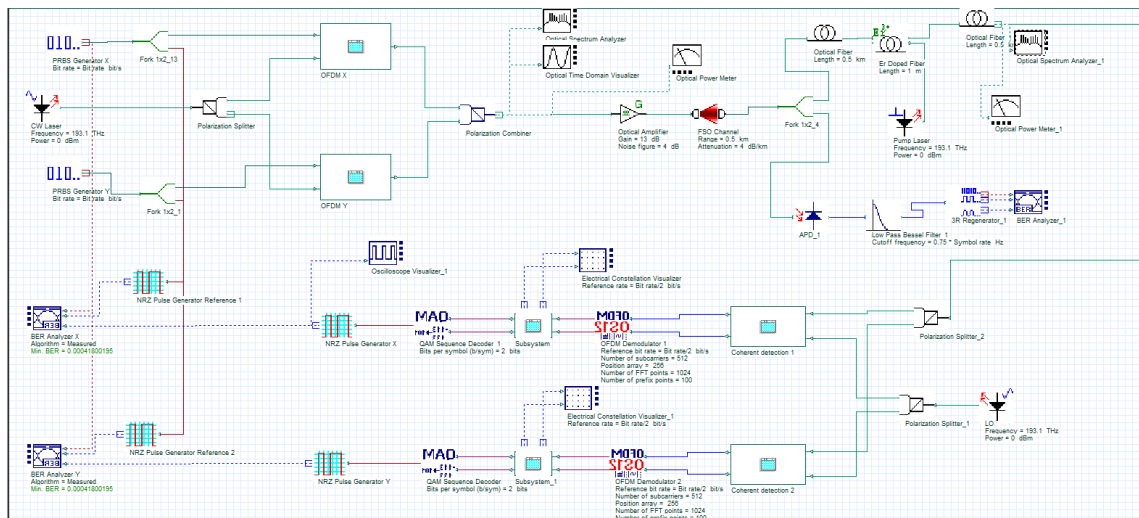 PRBS Generator X
Bit rate = Bit rate bit/s
Fork 1x2_13
OFDM X
Optical Spectrum Analyzer
Optical Time Domain Visualizer
Optical Power Meter
Optical Fiber
Length = 0.5 km
Er Doped Fiber
Length = 1 m
Optical Fiber
Optical Spectrum Analyzer_1
CW Laser
Frequency = 193.1 THz
Power = 0 dBm
Polarization Splitter
Polarization Combiner
G
Optical Amplifier
Gain = 13 dB
Noise figure = 4 dB
FSO Channel
Range = 0.5 km
Attenuation = 4 dB/km
Fork 1x2_4
Pump Laser
Frequency = 193.1 THz
Power = 0 dBm
Optical Power Meter_1
PRBS Generator Y
Bit rate = Bit rate bit/s
Fork 1x2_1
OFDM Y
APD_1
Low Pass Bessel Filter_1
Cutoff frequency = 0.75 * Symbol rate Hz
3R Regenerator_1
BER Analyzer_1
Oscilloscope Visualizer_1
Electrical Constellation Visualizer
Reference rate = Bit rate/2 bit/s
NRZ Pulse Generator Reference 1
BER Analyzer X
Algorithm = Measured
Min. BER = 0.00041800195
NRZ Pulse Generator X
QAM
QAM Sequence Decoder 1
Bits per symbol (b/sym) = 2 bits
Subsystem
OFDM
OFDM Demodulator 1
Reference bit rate = Bit rate/2 bit/s
Number of subcarriers = 512
Position array = 256
Number of FFT points = 1024
Number of prefix points = 100
Coherent detection 1
Polarization Splitter_2
Electrical Constellation Visualizer_1
Reference rate = Bit rate/2 bit/s
Polarization Splitter_1
LO
Frequency = 193.1 THz
Power = 0 dBm
NRZ Pulse Generator Reference 2
BER Analyzer Y
Algorithm = Measured
Min. BER = 0.00041800195
NRZ Pulse Generator Y
QAM
QAM Sequence Decoder
Bits per symbol (b/sym) = 2 bits
Subsystem_1
OFDM
OFDM Demodulator 2
Reference bit rate = Bit rate/2 bit/s
Number of subcarriers = 512
Position array = 256
Number of FFT points = 1024
Number of prefix points = 100
Coherent detection 2